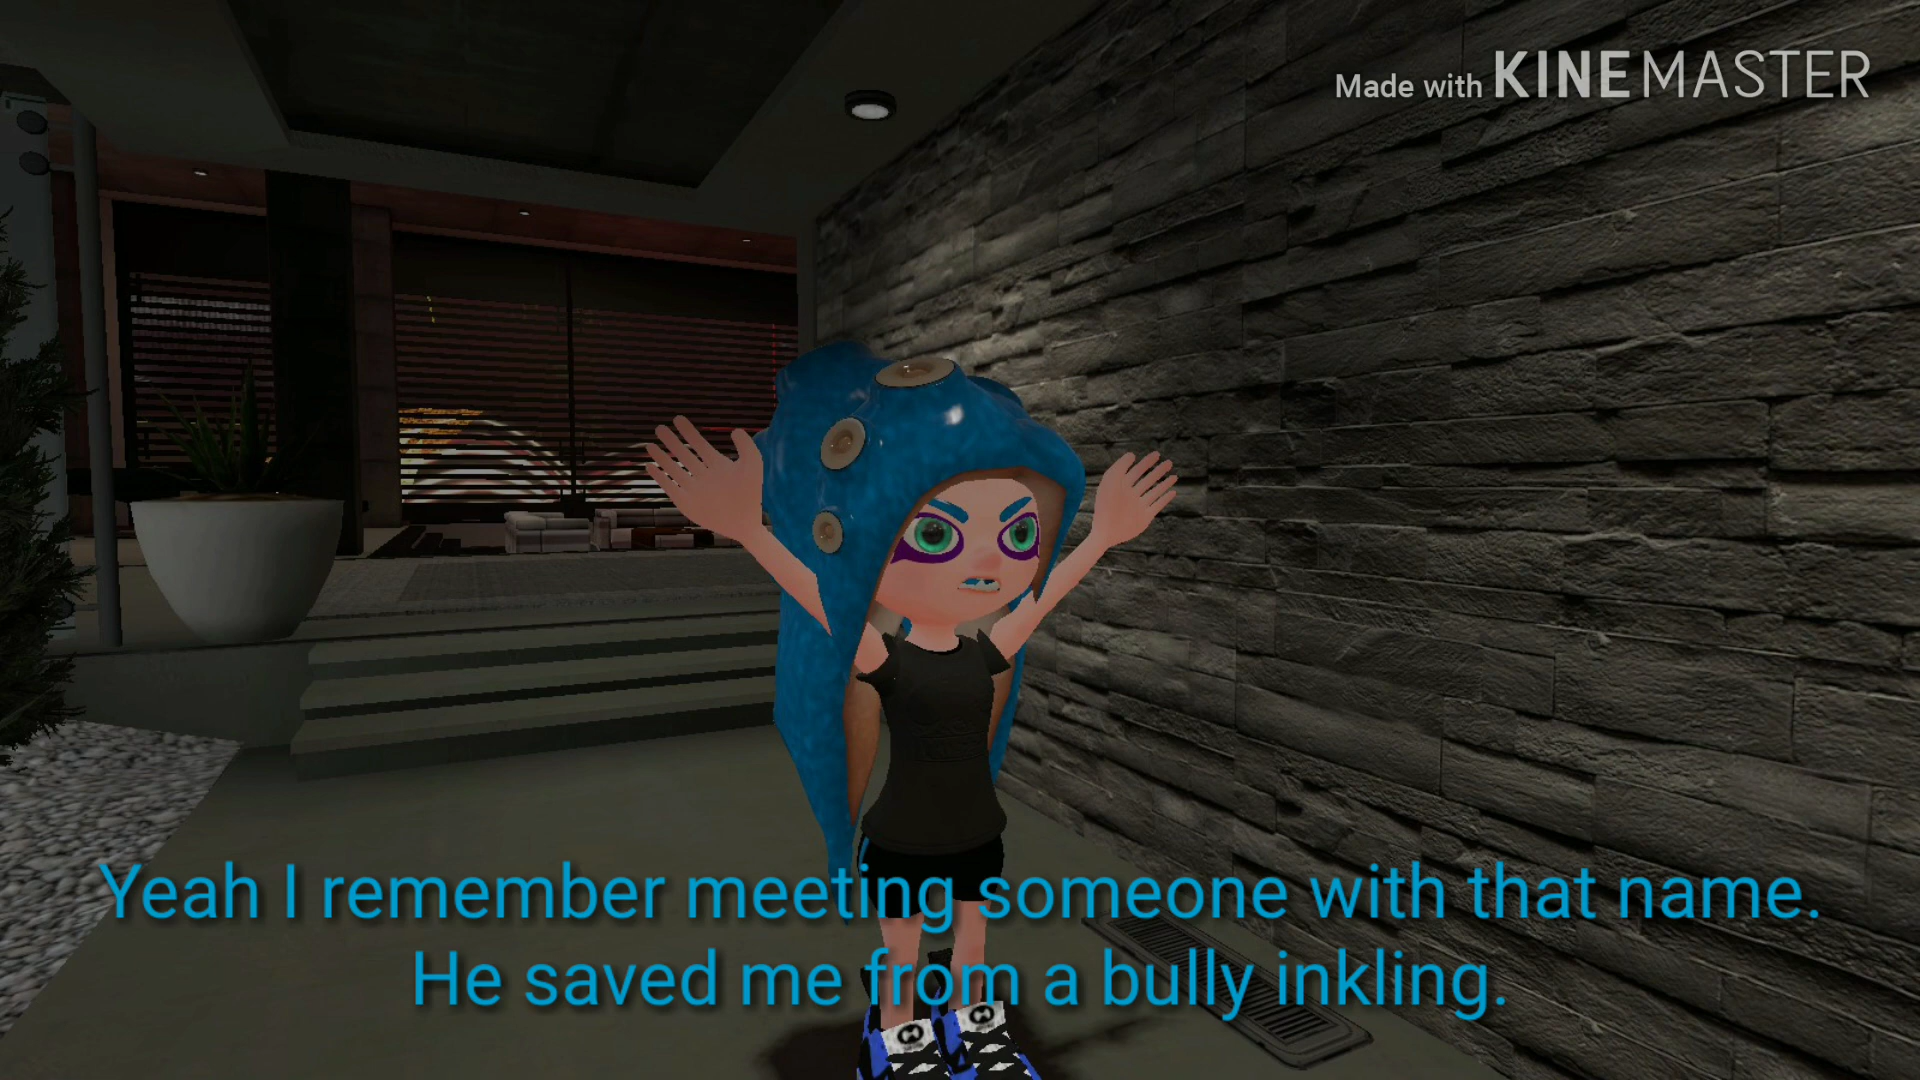 Made with KINEMASTER
Yeah I remember meeting someone with that name.
He saved me from a bully inkling.